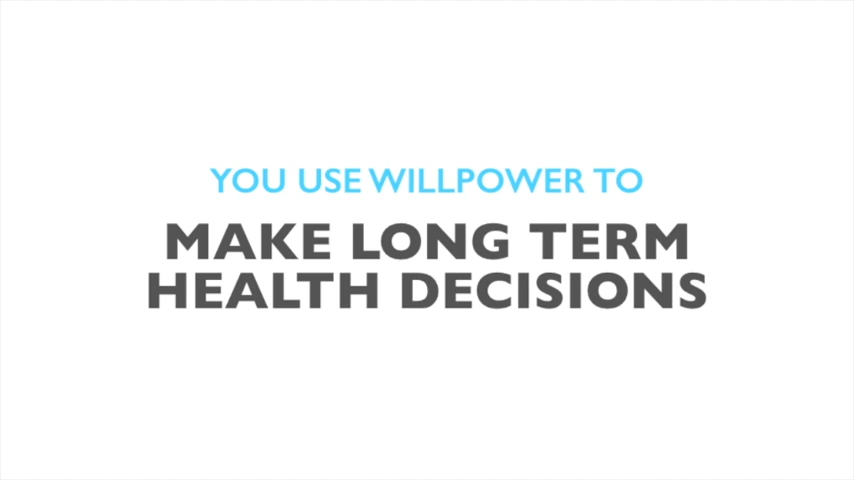 YOU USE WILLPOWER TO
MAKE LONG TERM
HEALTH DECISIONS